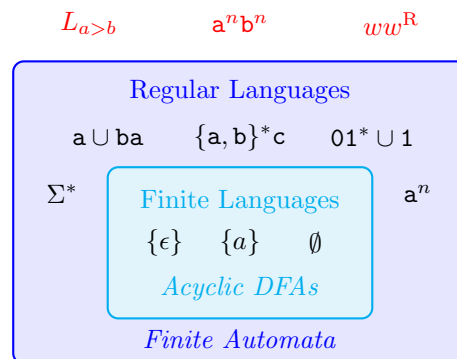 L_{a>b} a^n b^n ww^R
Regular Languages
a ∪ ba {a, b}*c 01* ∪ 1
Σ* a^n
Finite Languages
{ϵ} {a} ∅
Acyclic DFAs
Finite Automata